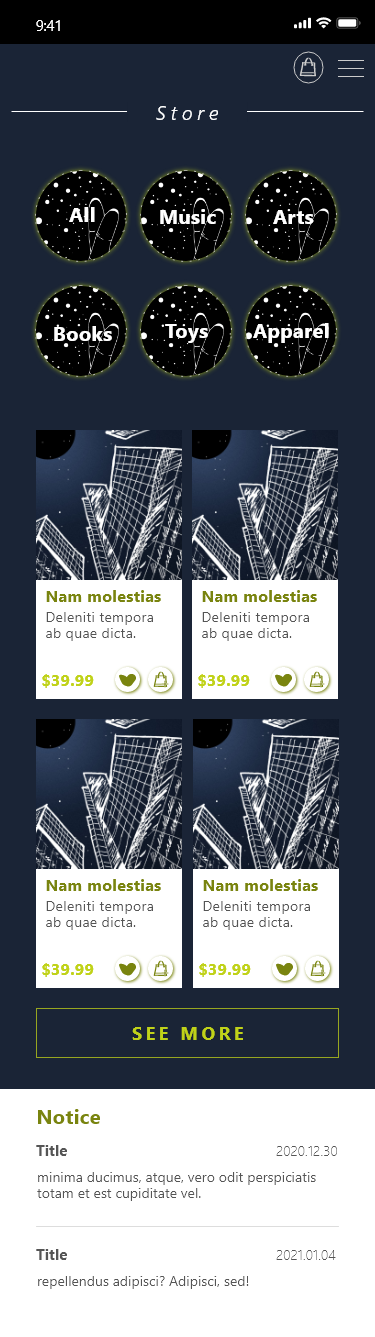 9:41
Store
All Music Arts
Books Toys Apparel
Nam molestias
Deleniti tempora
ab quae dicta.
$39.99
Nam molestias
Deleniti tempora
ab quae dicta.
$39.99
Nam molestias
Deleniti tempora
ab quae dicta.
$39.99
Nam molestias
Deleniti tempora
ab quae dicta.
$39.99
SEE MORE
Notice
Title 2020.12.30
minima ducimus, atque, vero odit perspiciatis
totam et est cupiditate vel.
Title 2021.01.04
repellendus adipisci? Adipisci, sed!